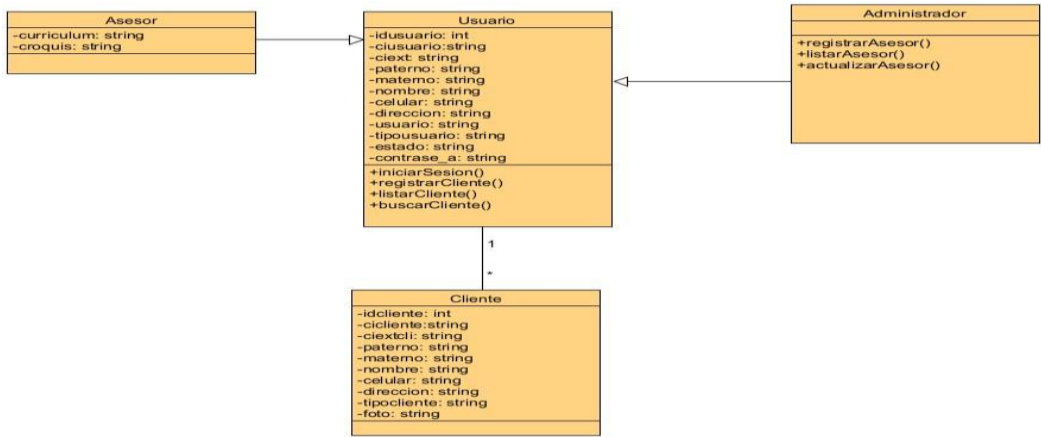 Asesor
-curriculum: string
-croquis: string
Usuario
-idusuario: int
-ciusuario:string
-ciext: string
-paterno: string
-materno: string
-nombre: string
-celular: string
-direccion: string
-usuario: string
-tipousuario: string
-estado: string
-contrase_a: string
+iniciarSesion()
+registrarCliente()
+listarCliente()
+buscarCliente()
Administrador
+registrarAsesor()
+listarAsesor()
+actualizarAsesor()
1
*
Cliente
-idcliente: int
-cicliente:string
-ciextcli: string
-paterno: string
-materno: string
-nombre: string
-celular: string
-direccion: string
-tipocliente: string
-foto: string